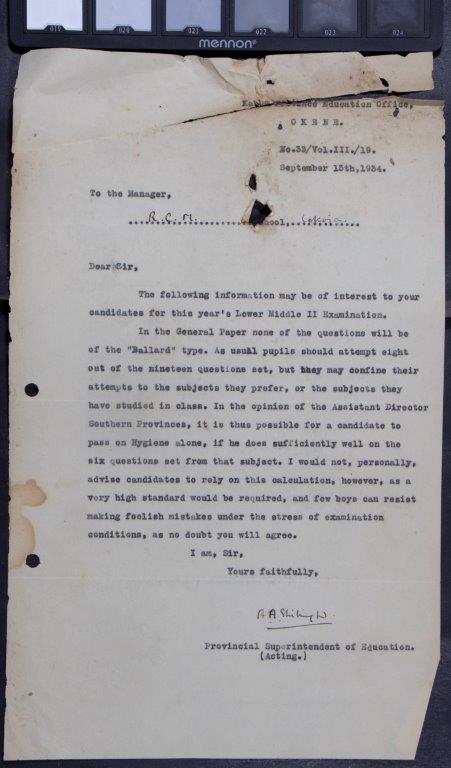 019 020 021 022 023 024
mennon
Kabba Province Education Office,
OKENE.
No.33/Vol.III./19.
September 13th,1934.
To the Manager,
R.C.M. School, Lokoja
Dear Sir,
The following information may be of interest to your
candidates for this year's Lower Middle II Examination.
In the General Paper none of the questions will be
of the "Ballard" type. As usual pupils should attempt eight
out of the nineteen questions set, but they may confine their
attempts to the subjects they prefer, or the subjects they
have studied in class. In the opinion of the Assistant Director
Southern Provinces, it is thus possible for a candidate to
pass on Hygiene alone, if he does sufficiently well on the
six questions set from that subject. I would not, personally,
advise candidates to rely on this calculation, however, as a
very high standard would be required, and few boys can resist
making foolish mistakes under the stress of examination
conditions, as no doubt you will agree.
I am, Sir,
Yours faithfully,
Provincial Superintendent of Education.
(Acting.)